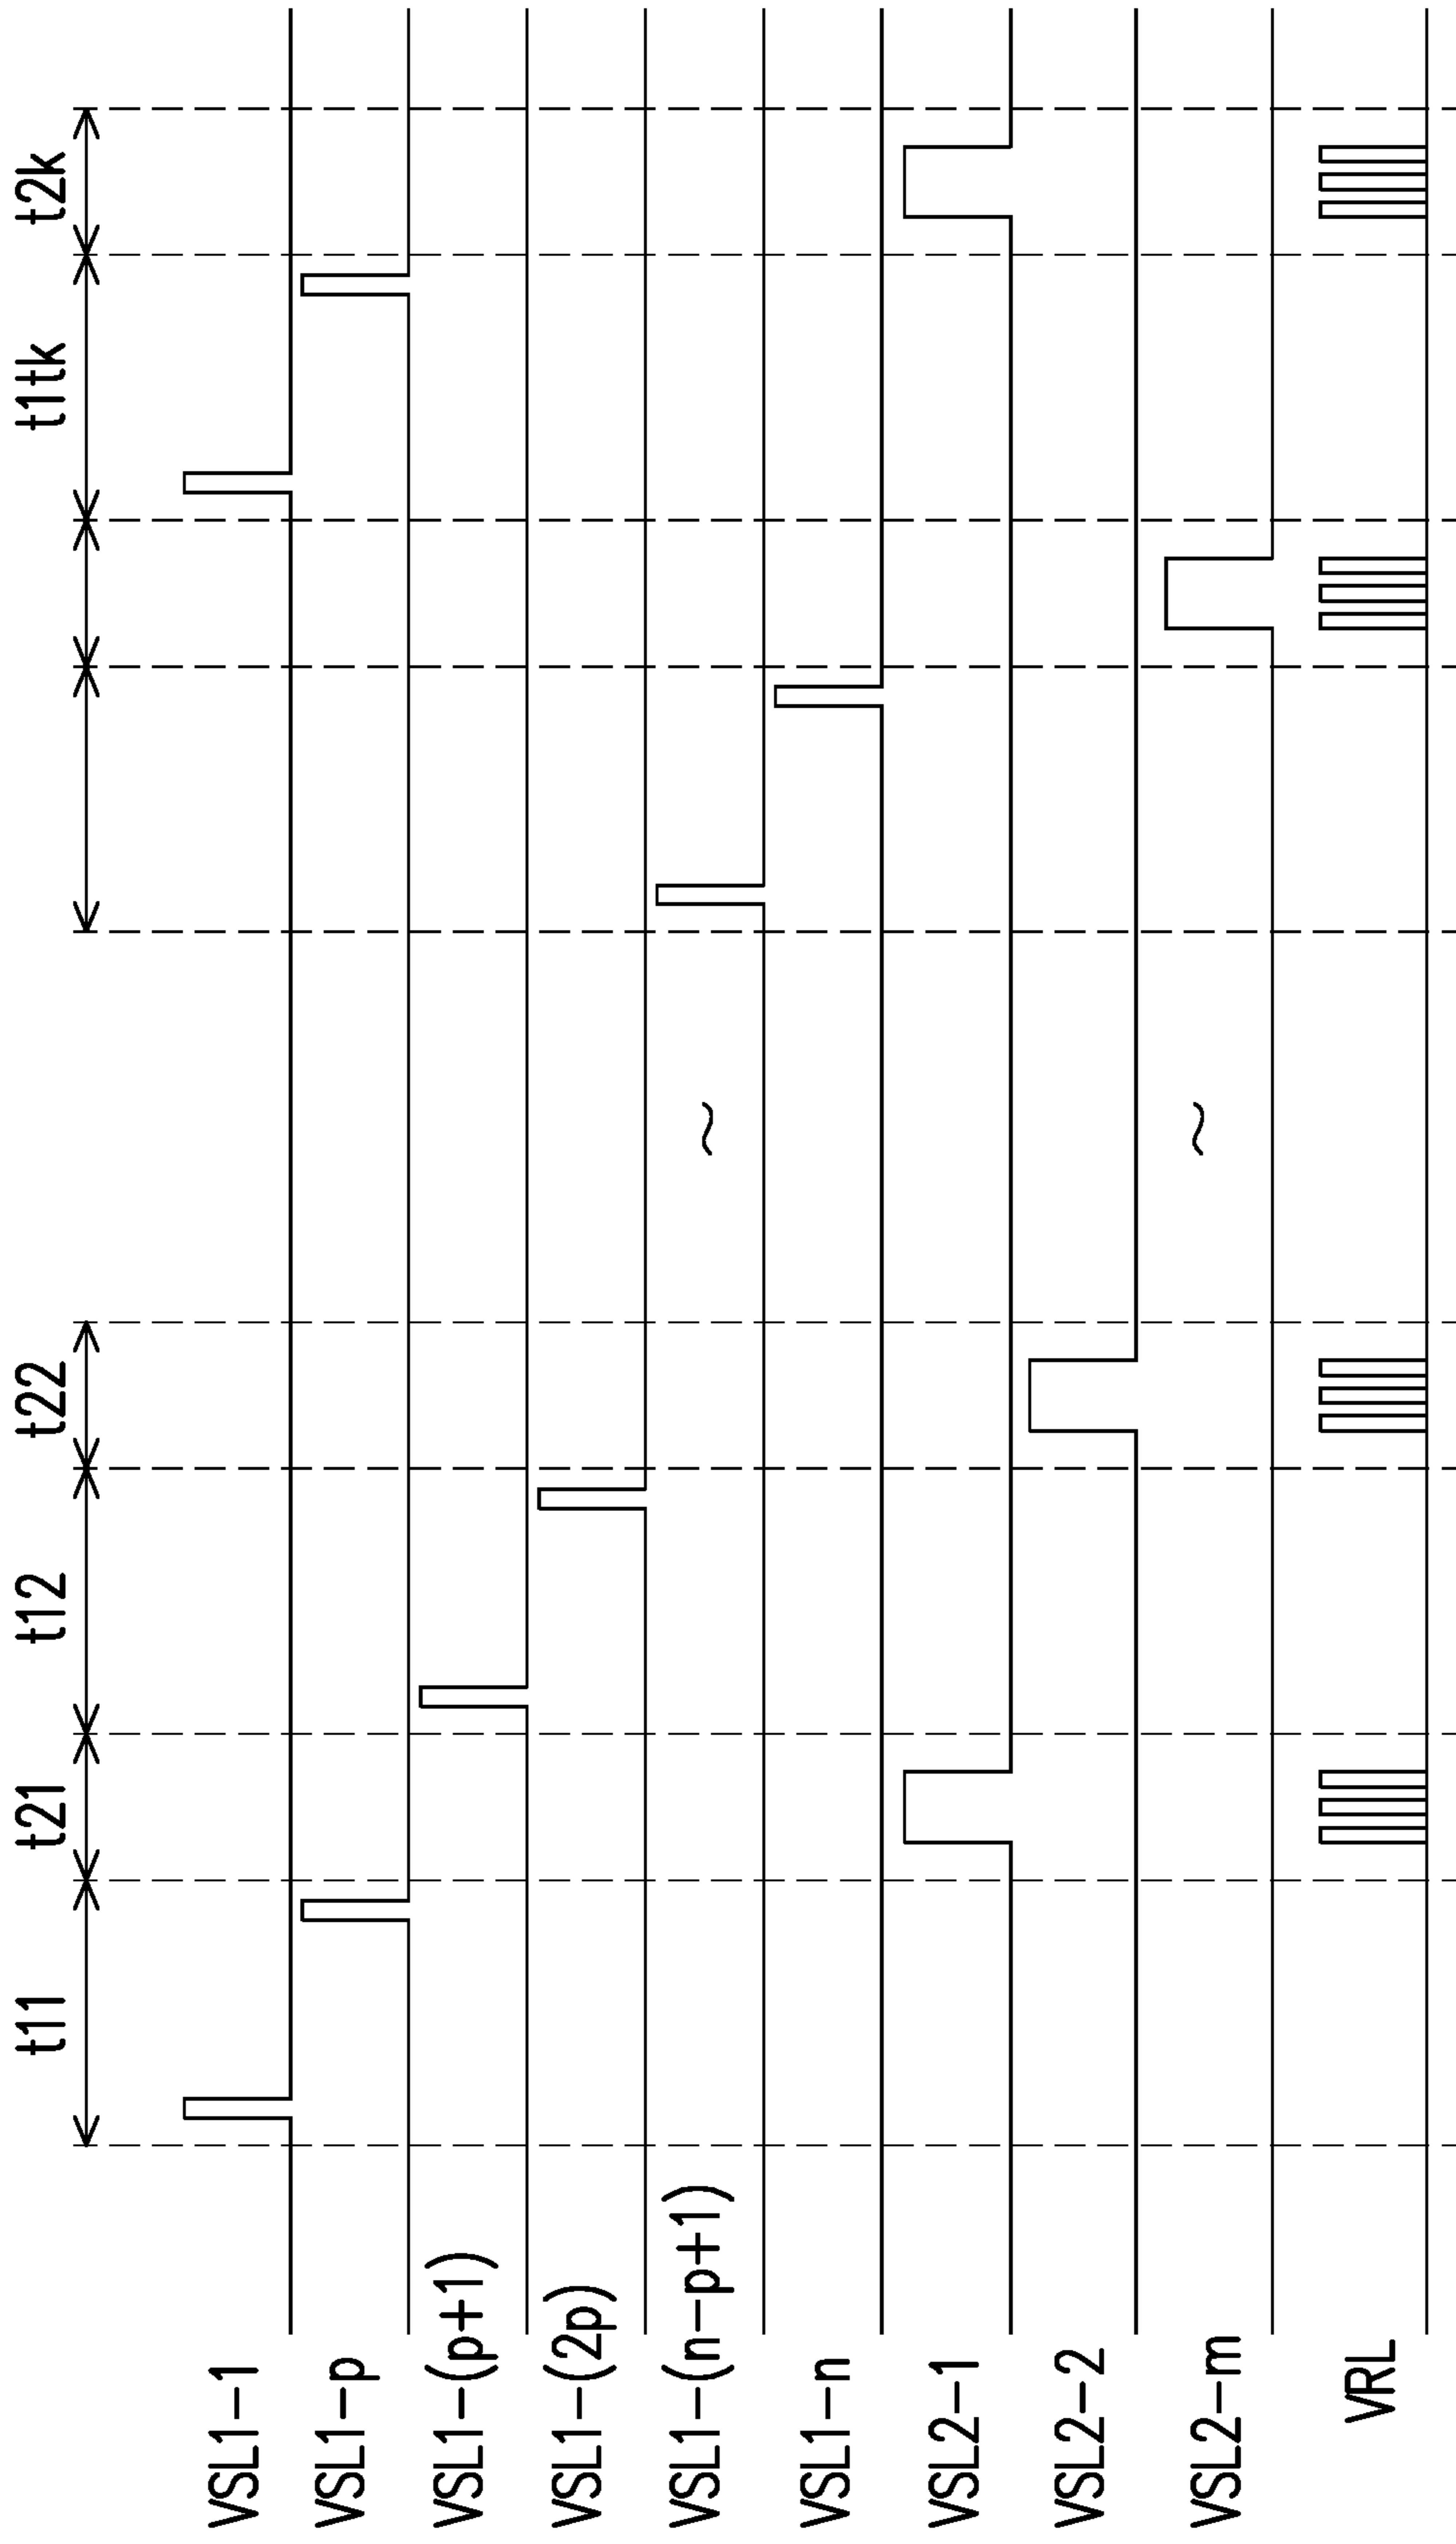 t11
t21
t12
t22
t1tk
t2k
VSL1-1
VSL1-p
VSL1-(p+1)
VSL1-(2p)
~
VSL1-(n-p+1)
VSL1-n
VSL2-1
VSL2-2
~
VSL2-m
VRL